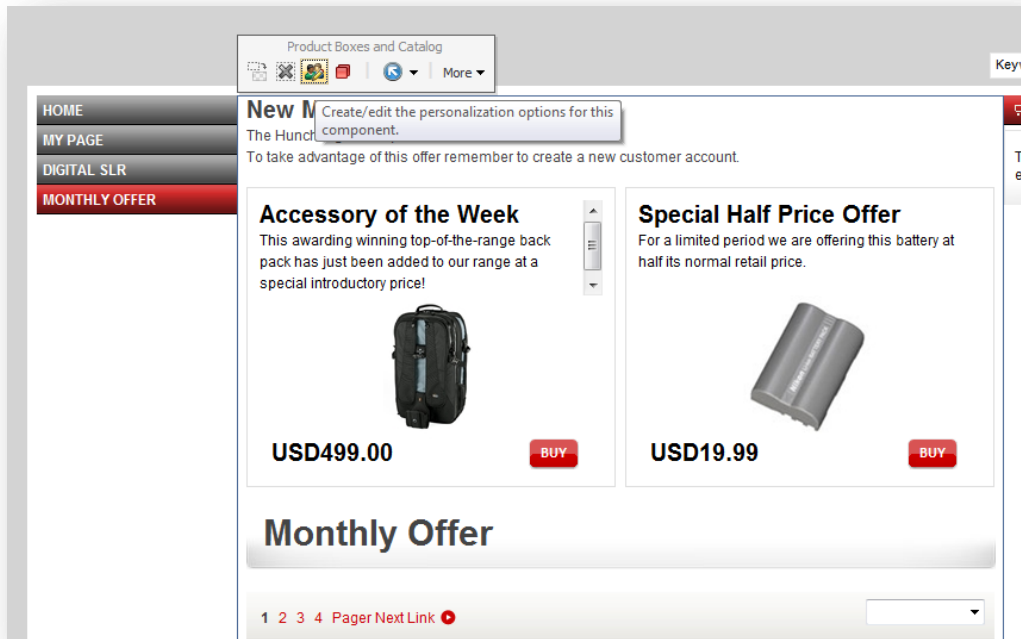 Product Boxes and Catalog
More
Create/edit the personalization options for this
component.
Key
HOME
MY PAGE
DIGITAL SLR
MONTHLY OFFER
New M
The Hunch
To take advantage of this offer remember to create a new customer account.
Accessory of the Week
This awarding winning top-of-the-range back
pack has just been added to our range at a
special introductory price!
USD499.00
BUY
Special Half Price Offer
For a limited period we are offering this battery at
half its normal retail price.
Nikon
USD19.99
BUY
Monthly Offer
1 2 3 4 Pager Next Link